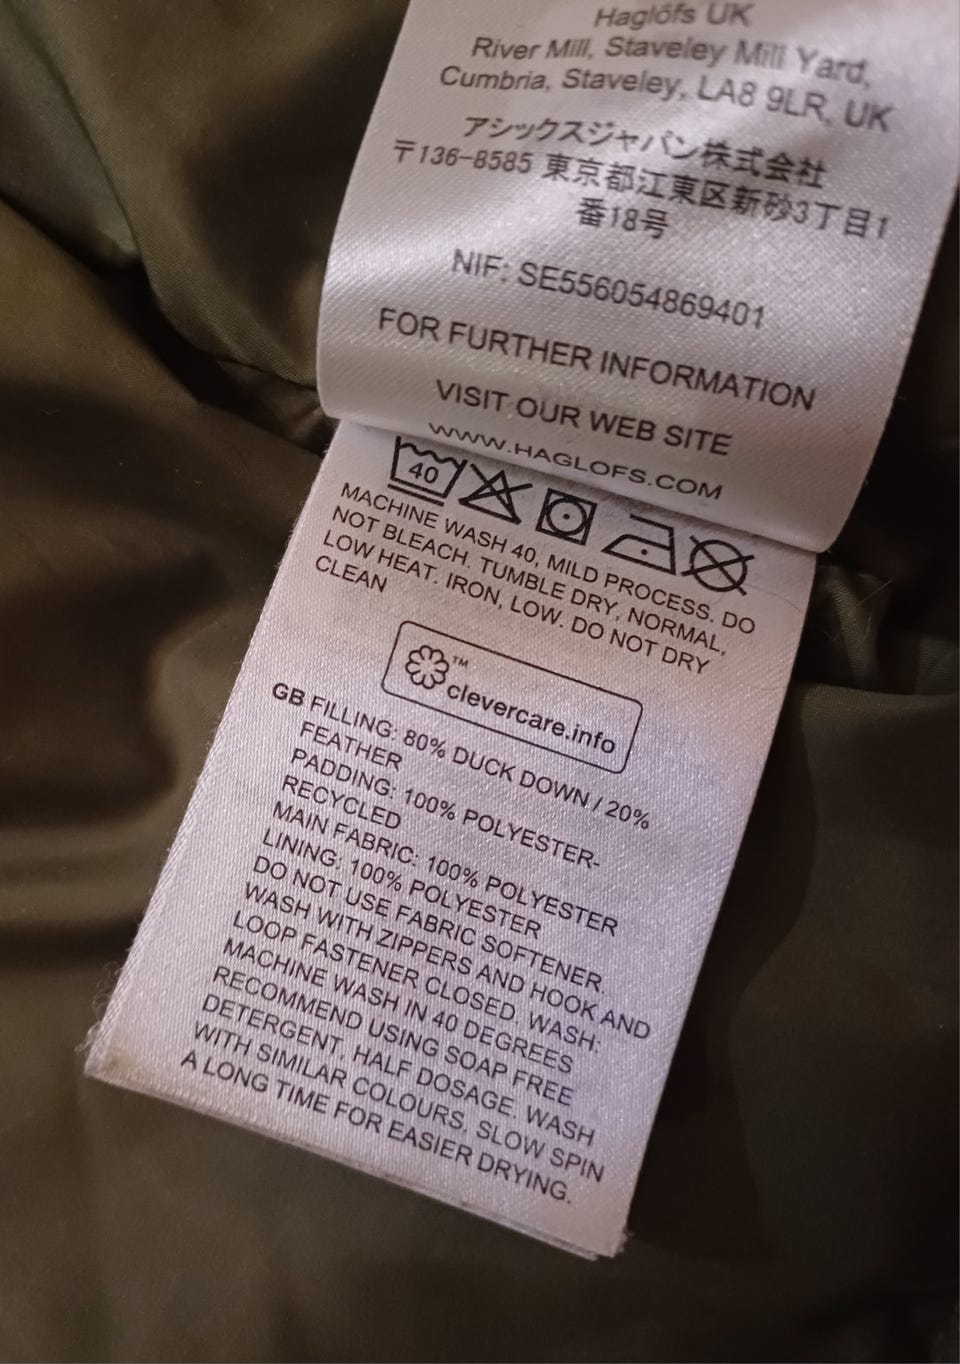 Haglöfs UK
River Mill, Staveley Mill Yard,
Cumbria, Staveley, LA8 9LR, UK
アシックスジャパン株式会社
〒136-8585 東京都江東区新砂3丁目1
番18号
NIF: SE556054869401
FOR FURTHER INFORMATION
VISIT OUR WEB SITE
WWW.HAGLOFS.COM
40
MACHINE WASH 40, MILD PROCESS. DO
NOT BLEACH. TUMBLE DRY, NORMAL,
LOW HEAT. IRON, LOW. DO NOT DRY
CLEAN
™
clevercare.info
GB FILLING: 80% DUCK DOWN / 20%
FEATHER
PADDING: 100% POLYESTER-
RECYCLED
MAIN FABRIC: 100% POLYESTER
LINING: 100% POLYESTER
DO NOT USE FABRIC SOFTENER.
WASH WITH ZIPPERS AND HOOK AND
LOOP FASTENER CLOSED. WASH:
MACHINE WASH IN 40 DEGREES
RECOMMEND USING SOAP FREE
DETERGENT, HALF DOSAGE. WASH
WITH SIMILAR COLOURS, SLOW SPIN
A LONG TIME FOR EASIER DRYING.